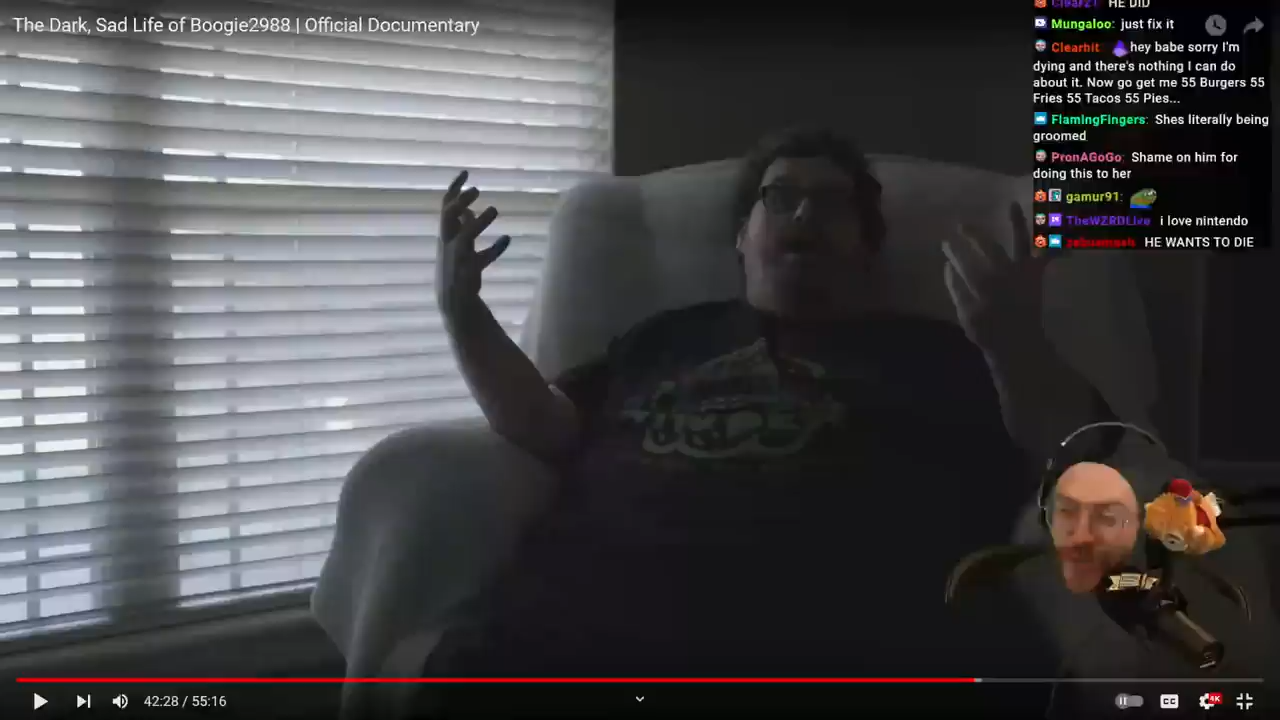 The Dark, Sad Life of Boogie2988 | Official Documentary
HE DID
Mungaloo: just fix it
Clearhit hey babe sorry I'm
dying and there's nothing I can do
about it. Now go get me 55 Burgers 55
Fries 55 Tacos 55 Pies...
FlamingFingers: Shes literally being
groomed
PronAGoGo: Shame on him for
doing this to her
gamur91:
TheWZRDLive i love nintendo
HE WANTS TO DIE
42:28 / 55:16
CC
4K